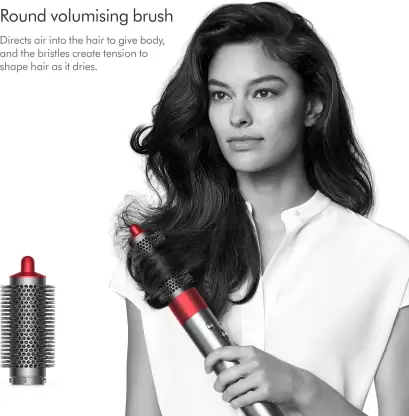 Round volumising brush
Directs air into the hair to give body,
and the bristles create tension to
shape hair as it dries.